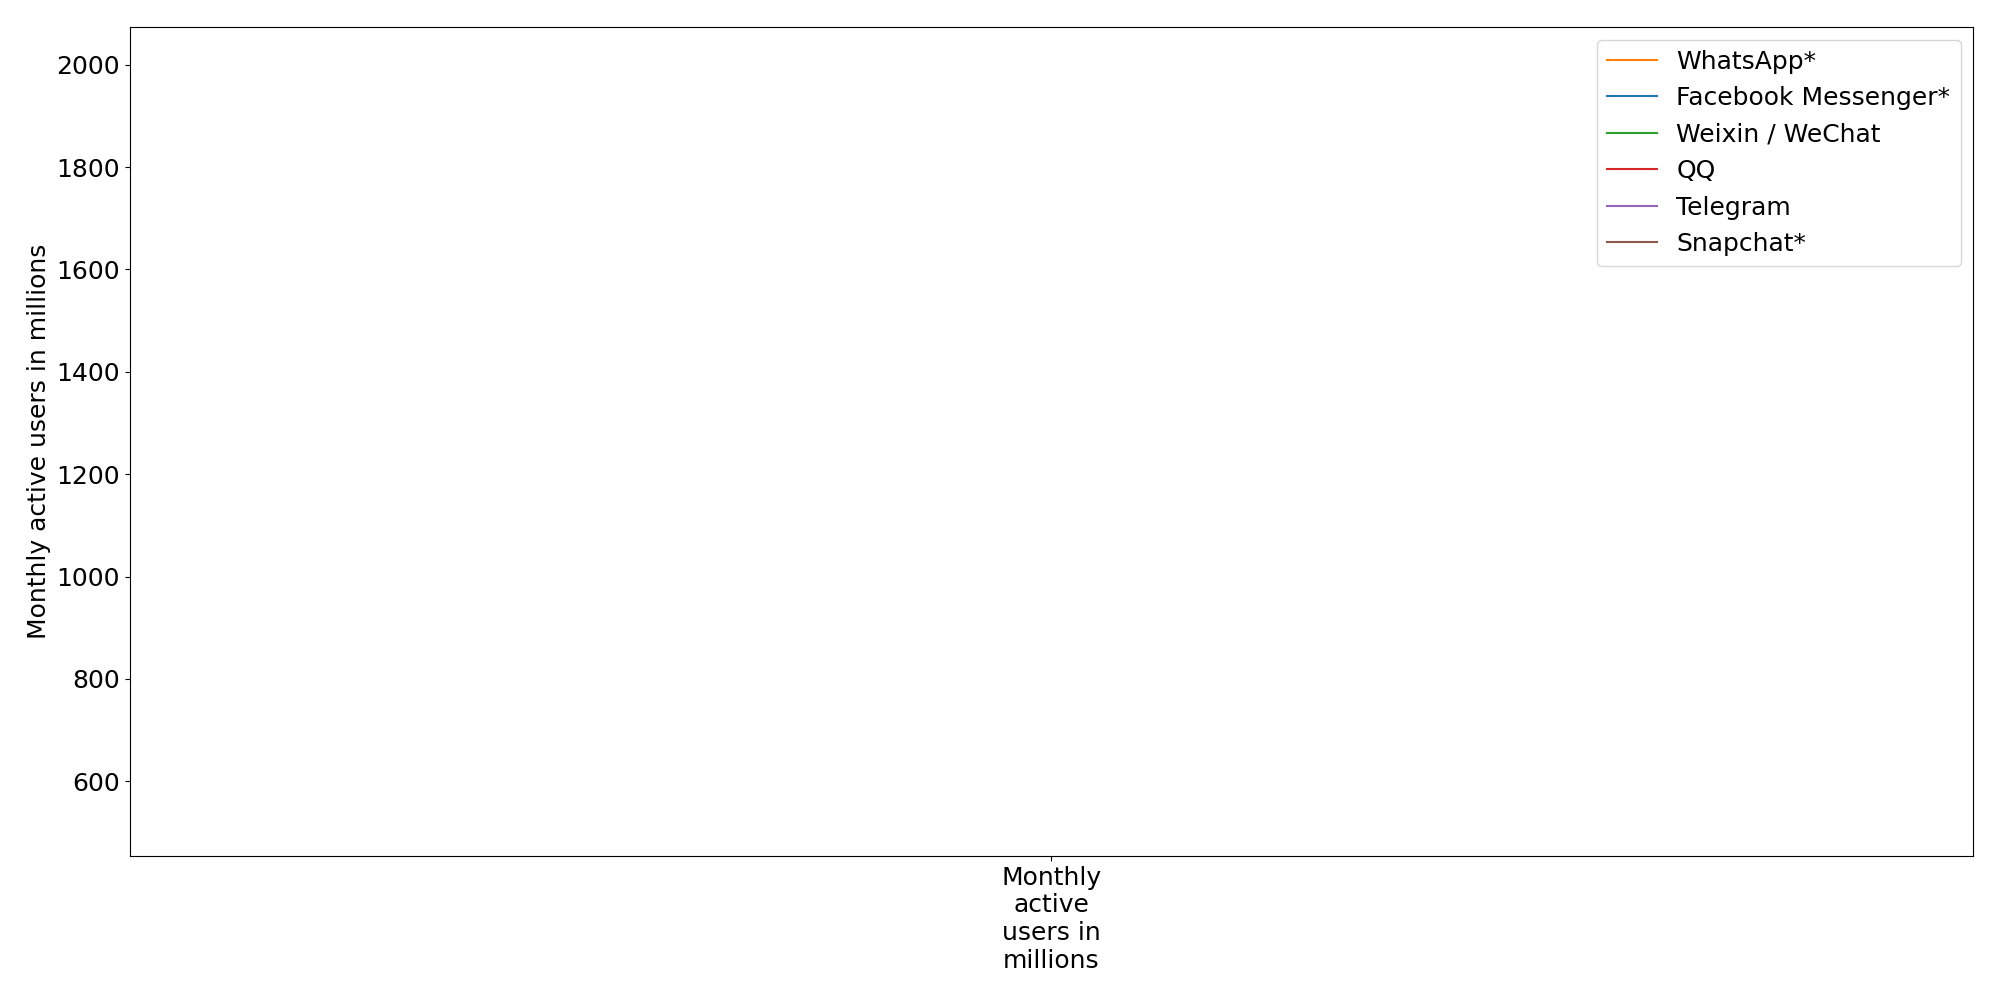 2000
1800
1600
1400
1200
1000
800
600
Monthly active users in millions
WhatsApp*
Facebook Messenger*
Weixin / WeChat
QQ
Telegram
Snapchat*
Monthly
active
users in
millions